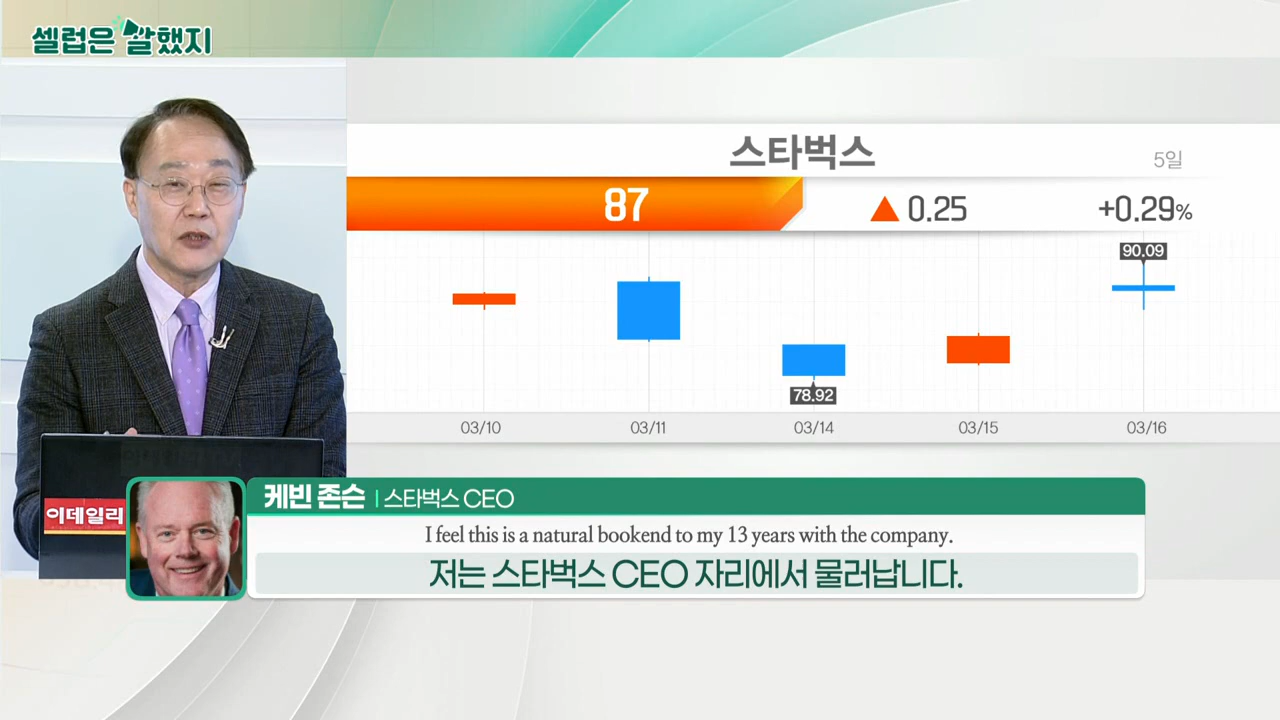 셀럽은 말했지
스타벅스
5일
87
▲ 0.25
+0.29%
90.09
78.92
03/10
03/11
03/14
03/15
03/16
이데일리
케빈 존슨 | 스타벅스 CEO
I feel this is a natural bookend to my 13 years with the company.
저는 스타벅스 CEO 자리에서 물러납니다.